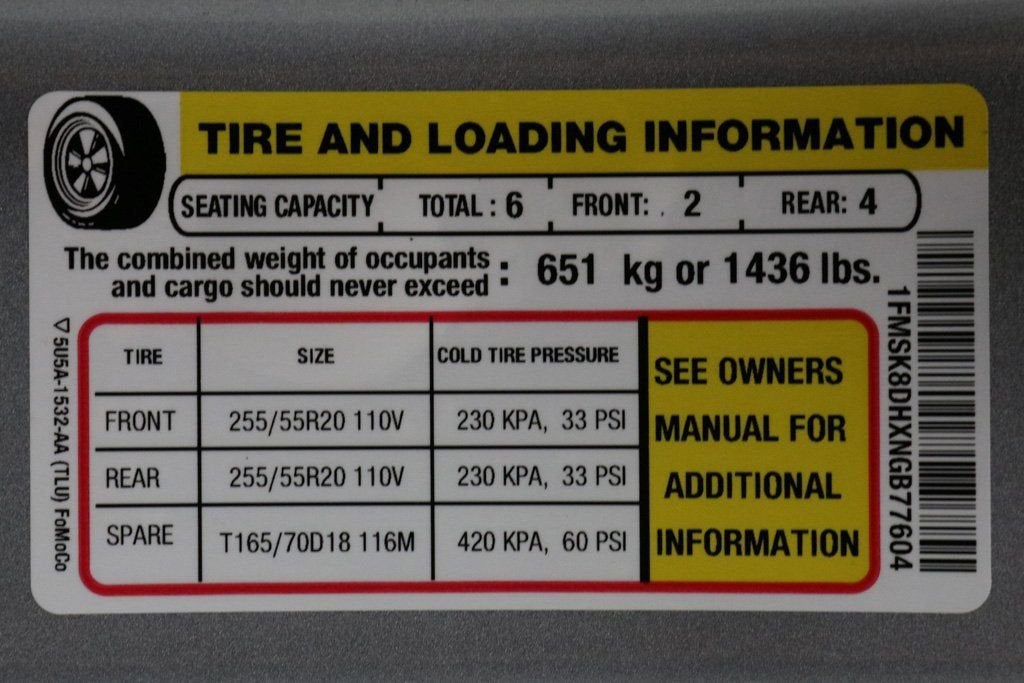 TIRE AND LOADING INFORMATION
SEATING CAPACITY TOTAL : 6 FRONT: 2 REAR: 4
The combined weight of occupants
and cargo should never exceed : 651 kg or 1436 lbs.
TIRE SIZE COLD TIRE PRESSURE
FRONT 255/55R20 110V 230 KPA, 33 PSI
REAR 255/55R20 110V 230 KPA, 33 PSI
SPARE T165/70D18 116M 420 KPA, 60 PSI
SEE OWNERS
MANUAL FOR
ADDITIONAL
INFORMATION
5U5A-1532-AA (TLU) FoMoCo
1FMSK8DHXNGB77604